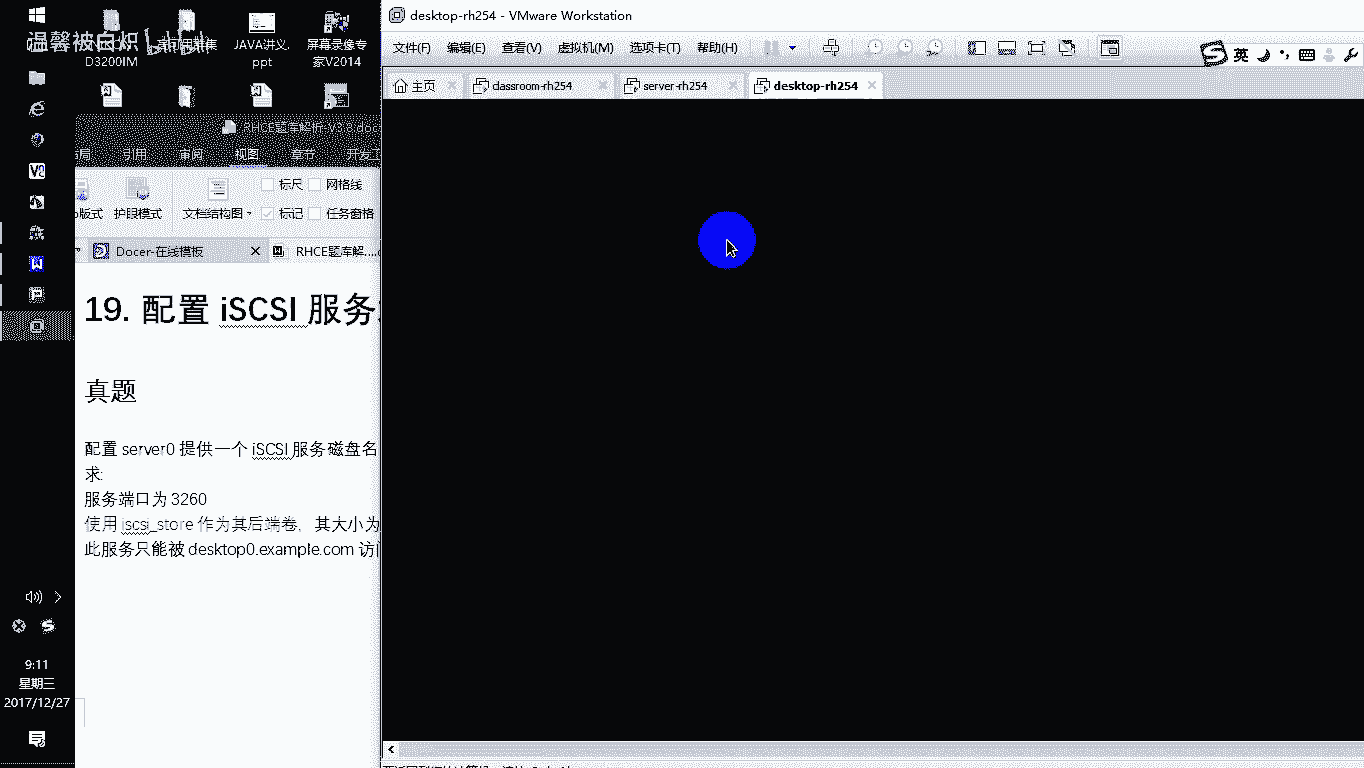 desktop-rh254 - VMware Workstation
文件(F) 编辑(E) 查看(V) 虚拟机(M) 选项卡(T) 帮助(H)
英
主页 classroom-rh254 server-rh254 desktop-rh254
温馨被白炽
D3200IM
JAVA讲义.
ppt
屏幕录像专
家V2014
RHCE题库解析-V3.8.doc
引用 审阅 视图 章节 开发工
标尺 网格线
版式 护眼模式 文档结构图 标记 任务窗格
Docer-在线模板 RHCE题库解....d
19. 配置 iSCSI 服务
真题
配置 server0 提供一个 iSCSI 服务磁盘名
求:
服务端口为 3260
使用 iscsi_store 作为其后端卷，其大小为
此服务只能被 desktop0.example.com 访
9:11
星期三
2017/12/27